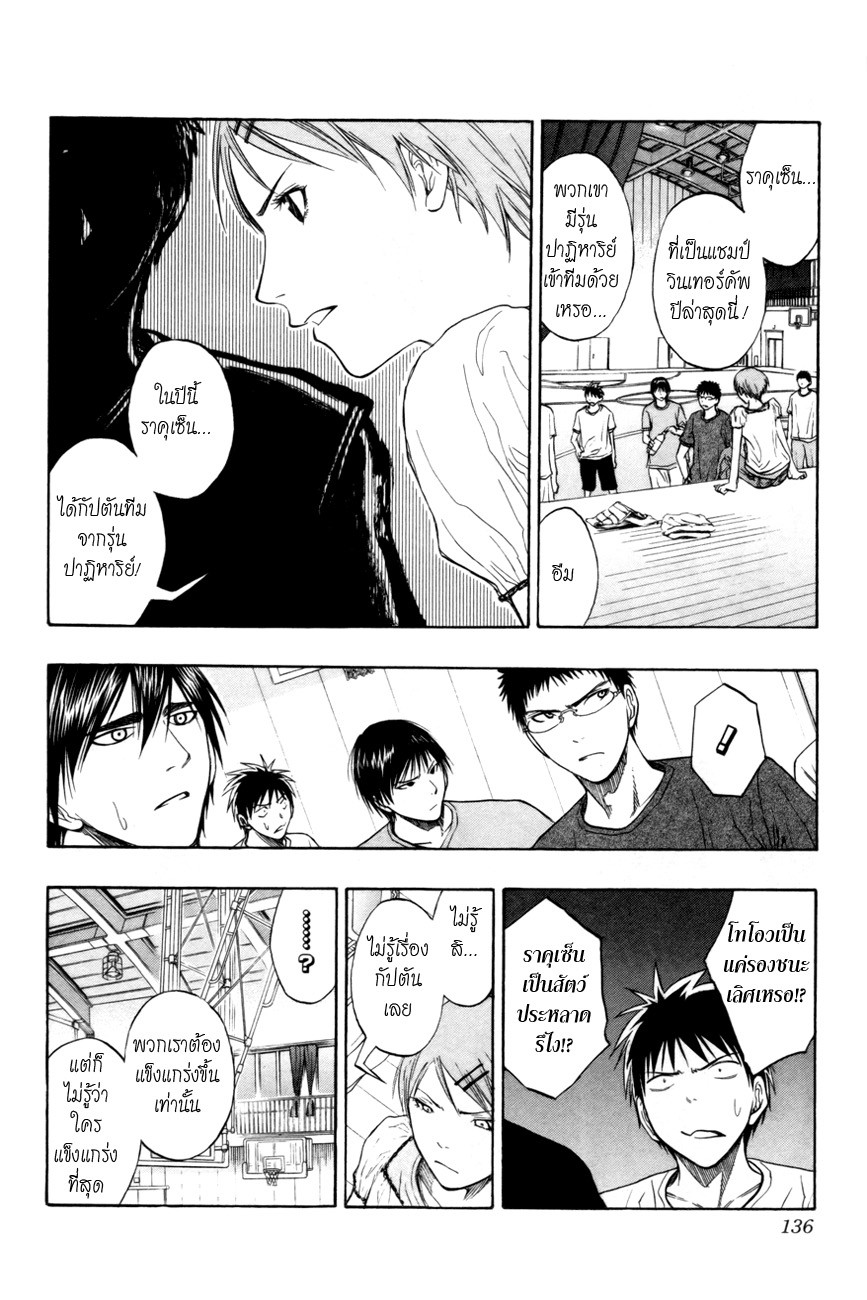 ราคุเซ็น...
ที่เป็นแชมป์
วินเทอร์คัพ
ปีล่าสุดนี่!
พวกเขา
มีรุ่น
ปาฏิหาริย์
เข้าทีมด้วย
เหรอ...
อืม
ในปีนี้
ราคุเซ็น...
ได้กัปตันทีม
จากรุ่น
ปาฏิหาริย์!
!
โทโอวเป็น
แค่รองชนะ
เลิศเหรอ!?
ราคุเซ็น
เป็นสัตว์
ประหลาด
รึไง!?
ไม่รู้
สิ...
ไม่รู้เรื่อง
กัปตัน
เลย
......?
พวกเราต้อง
แข็งแกร่งขึ้น
เท่านั้น
แต่ก็
ไม่รู้ว่า
ใคร
แข็งแกร่ง
ที่สุด
136